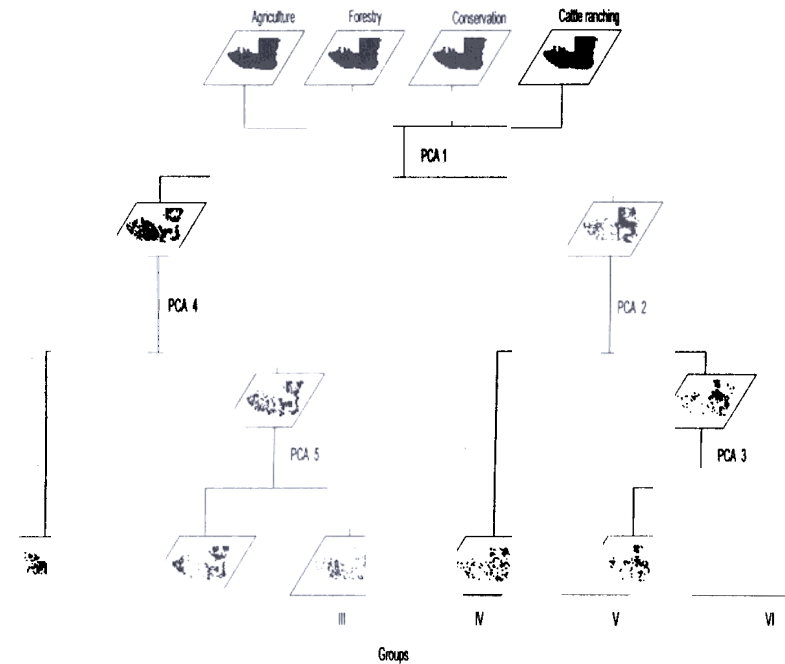 Agriculture Forestry Conservation Cattle ranching
PCA 1
PCA 4
PCA 2
PCA 5
PCA 3
III IV V VI
Groups